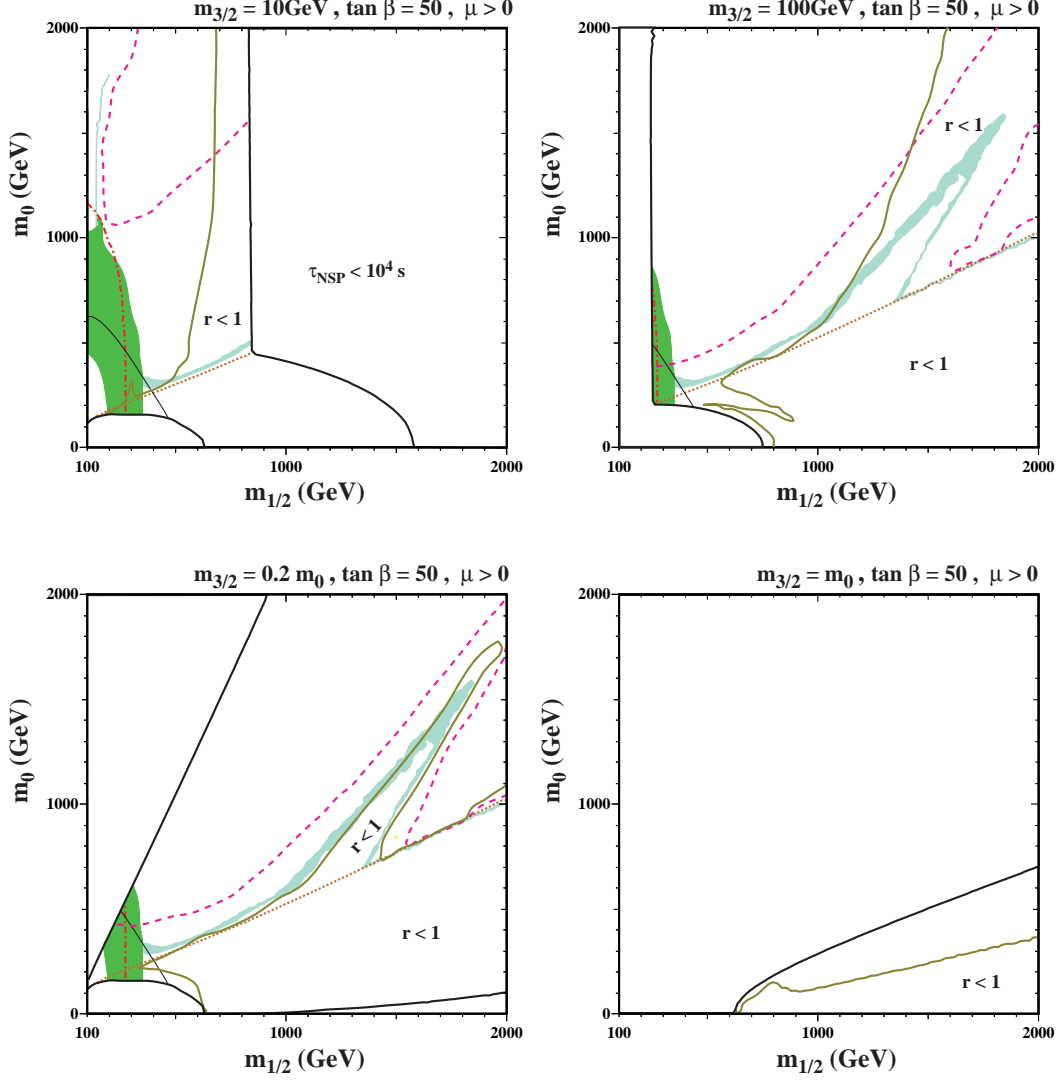 m3/2 = 10GeV , tan β = 50 , μ > 0
2000
1000
0
m0 (GeV)
r < 1
τNSP < 10⁴ s
100
1000
2000
m1/2 (GeV)
m3/2 = 100GeV , tan β = 50 , μ > 0
2000
1000
0
m0 (GeV)
r < 1
r < 1
100
1000
2000
m1/2 (GeV)
m3/2 = 0.2 m0 , tan β = 50 , μ > 0
2000
1000
0
m0 (GeV)
r < 1
r < 1
100
1000
2000
m1/2 (GeV)
m3/2 = m0 , tan β = 50 , μ > 0
2000
1000
0
m0 (GeV)
r < 1
100
1000
2000
m1/2 (GeV)